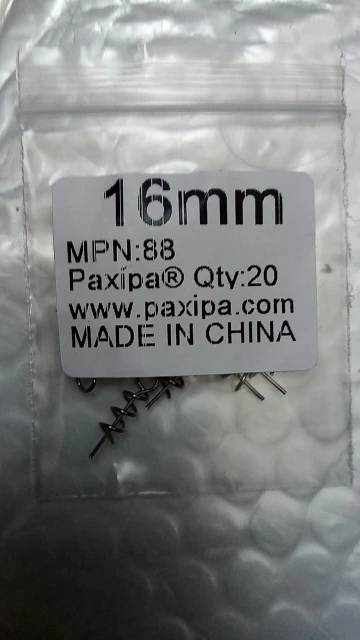 16mm
MPN:88
Paxipa® Qty:20
www.paxipa.com
MADE IN CHINA